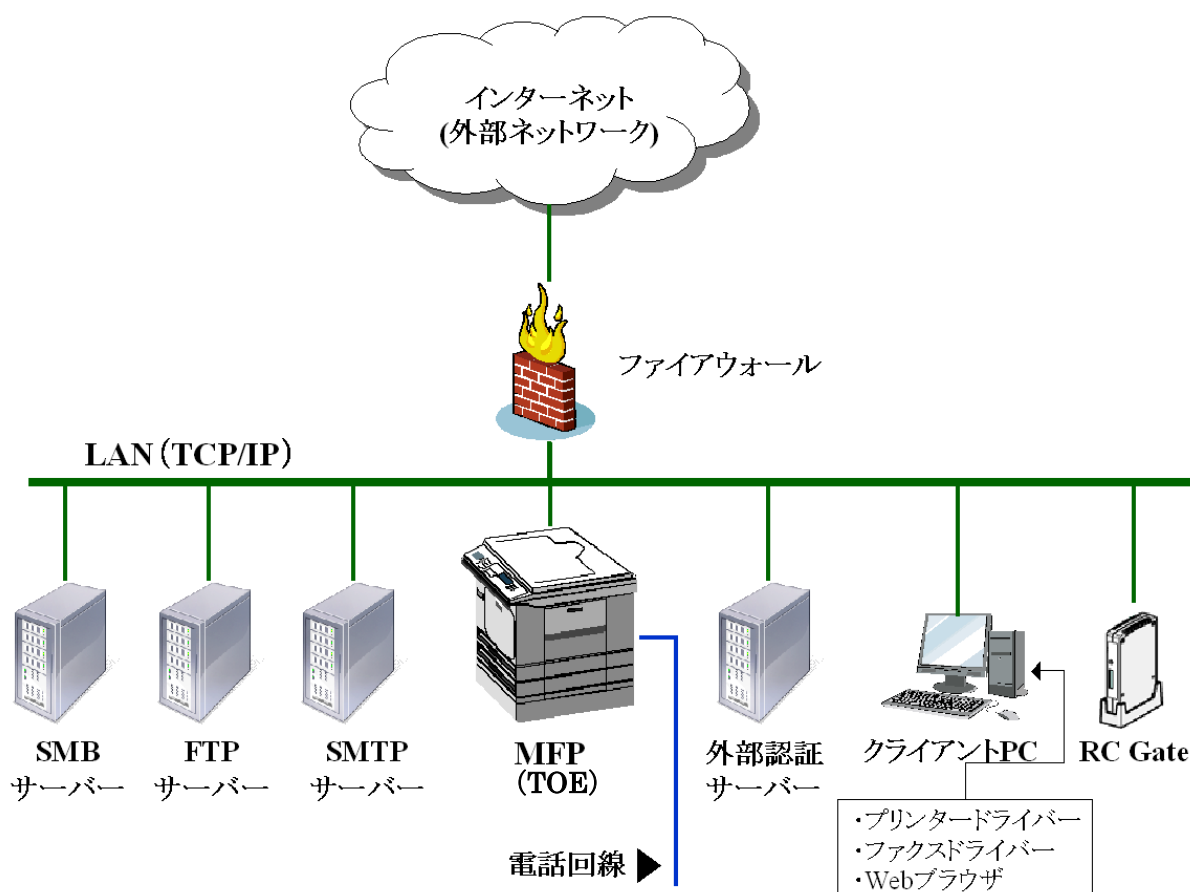 インターネット
(外部ネットワーク)
ファイアウォール
LAN(TCP/IP)
SMB
サーバー
FTP
サーバー
SMTP
サーバー
MFP
(TOE)
外部認証
サーバー
クライアントPC
RC Gate
電話回線
・プリンタードライバー
・ファクスドライバー
・Webブラウザ